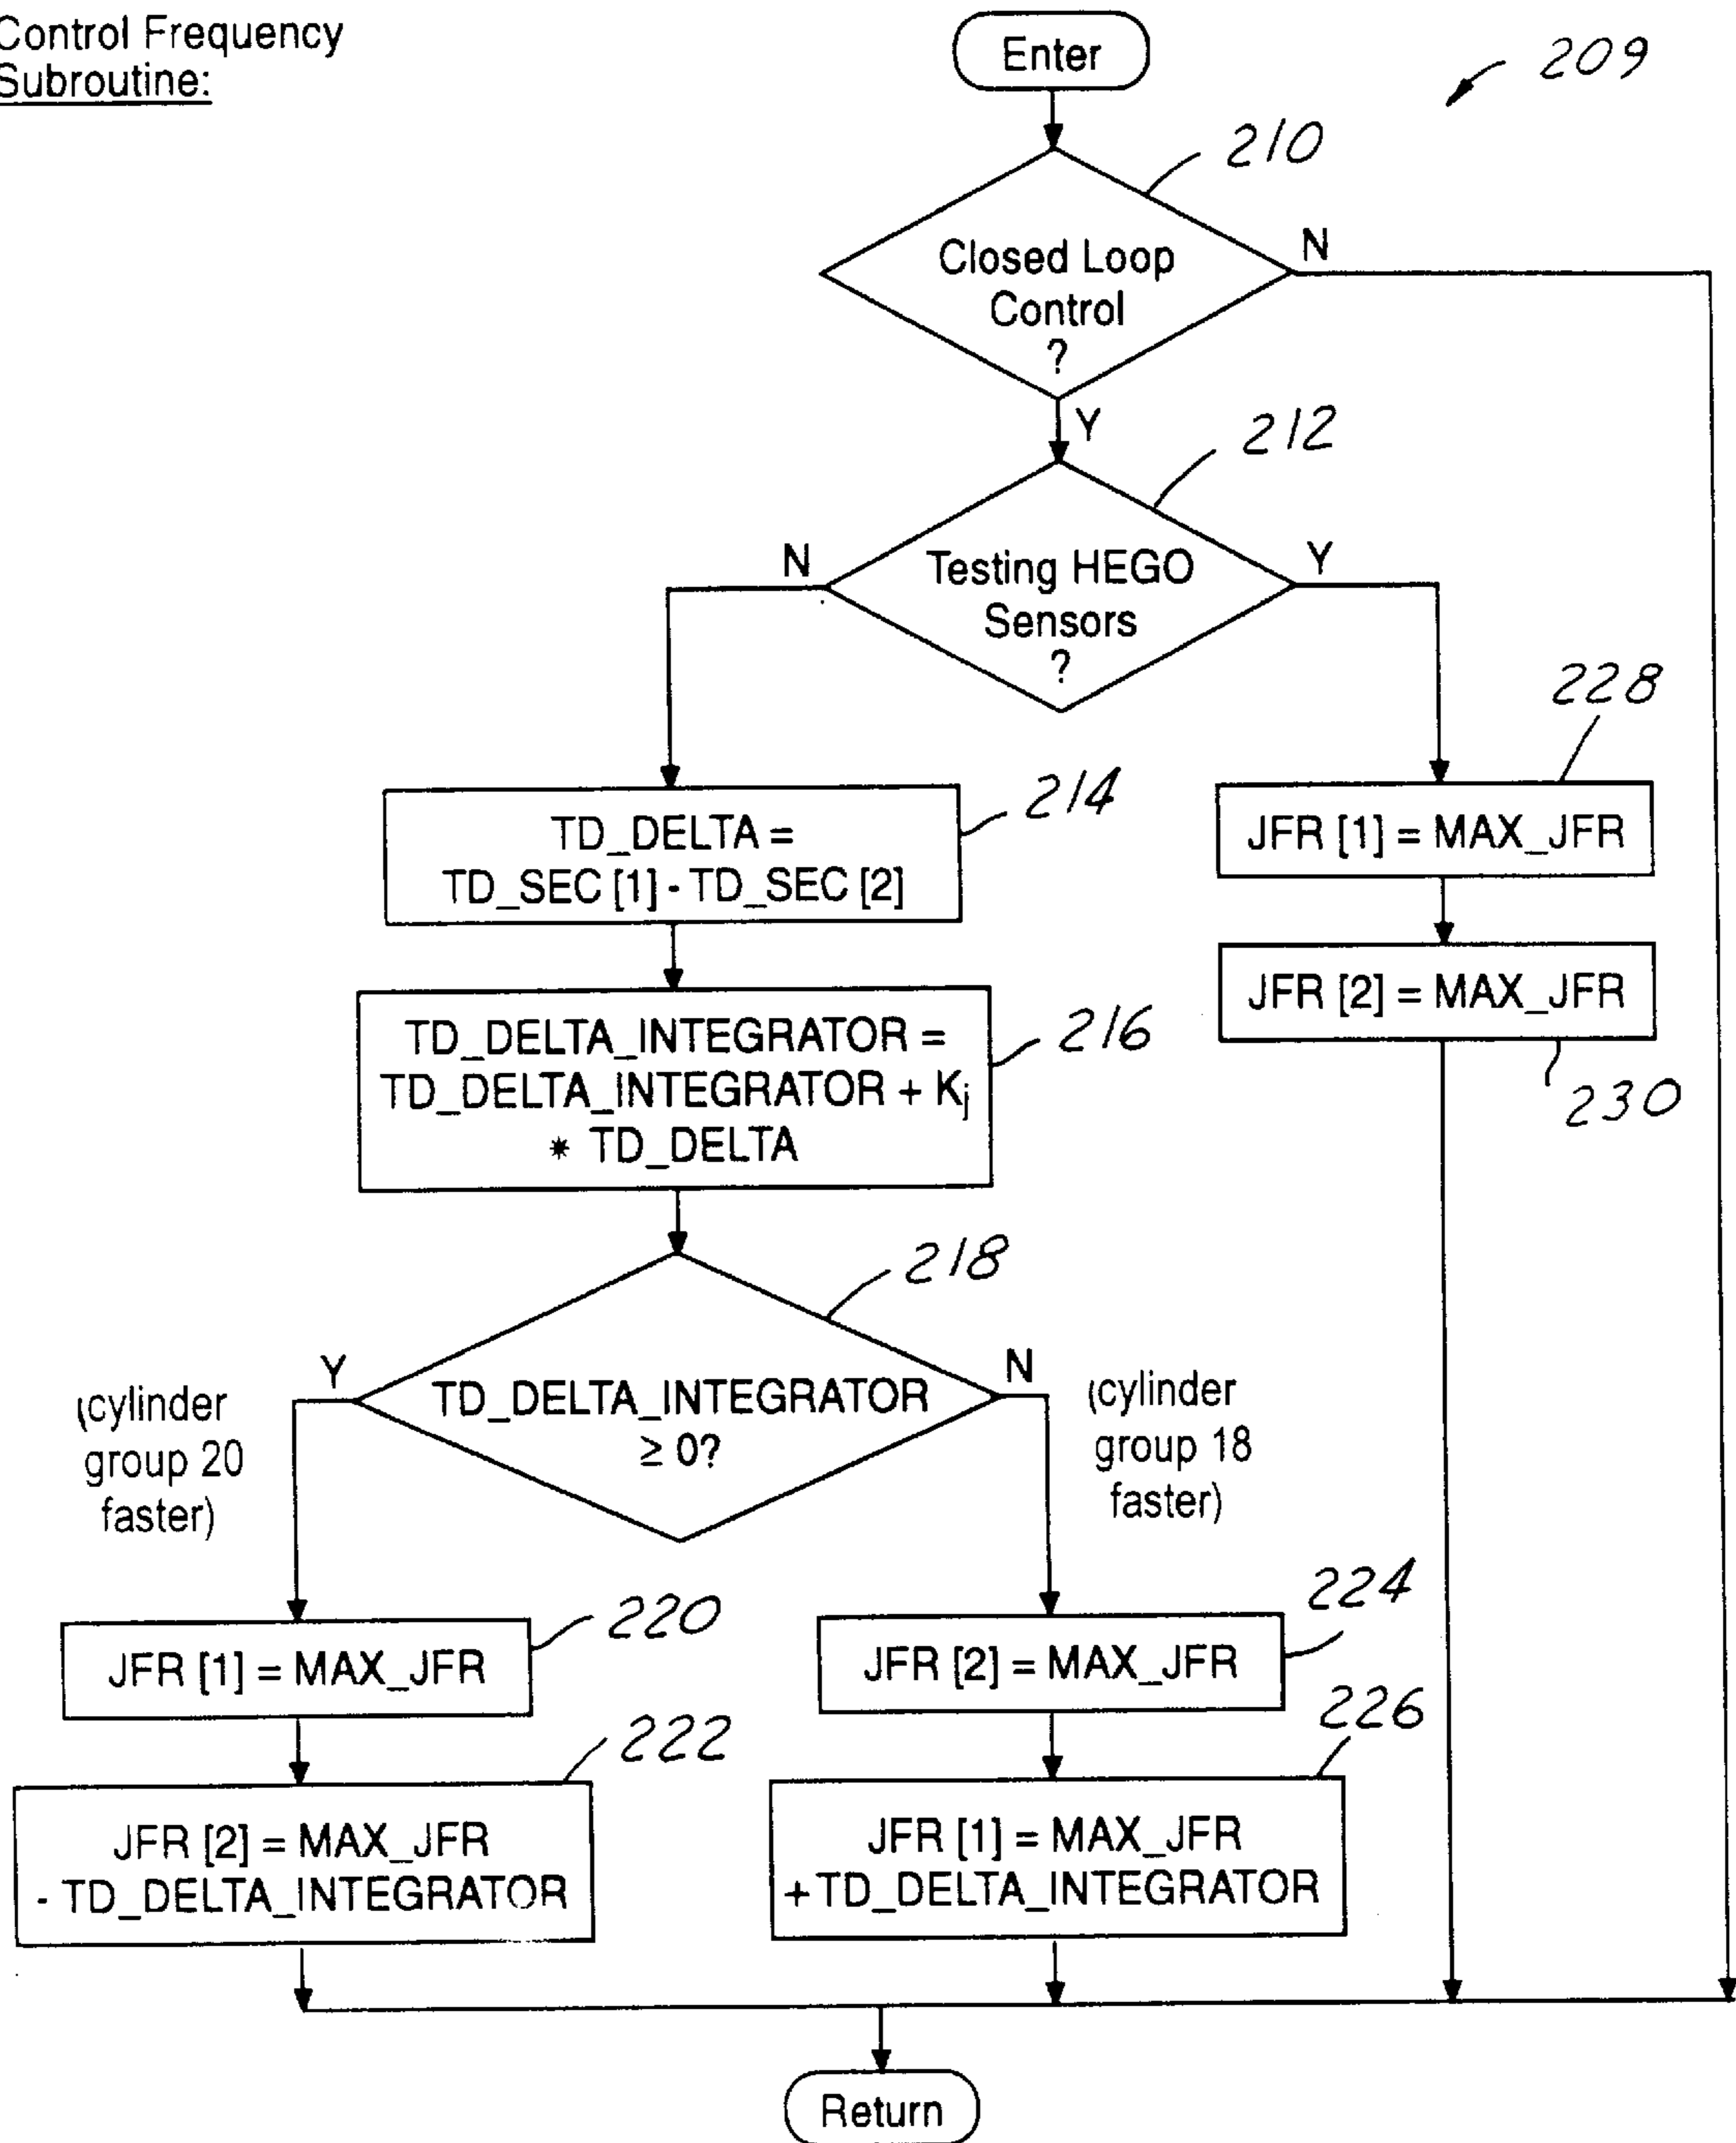 Control Frequency
Subroutine:
Enter
209
210
Closed Loop
Control
?
N
Y
212
Testing HEGO
Sensors
?
N
Y
228
214
TD_DELTA =
TD_SEC [1] - TD_SEC [2]
JFR [1] = MAX_JFR
JFR [2] = MAX_JFR
230
216
TD_DELTA_INTEGRATOR =
TD_DELTA_INTEGRATOR + Kj
* TD_DELTA
218
Y
N
TD_DELTA_INTEGRATOR
≥ 0?
(cylinder
group 20
faster)
(cylinder
group 18
faster)
220
224
JFR [1] = MAX_JFR
JFR [2] = MAX_JFR
222
226
JFR [2] = MAX_JFR
- TD_DELTA_INTEGRATOR
JFR [1] = MAX_JFR
+ TD_DELTA_INTEGRATOR
Return